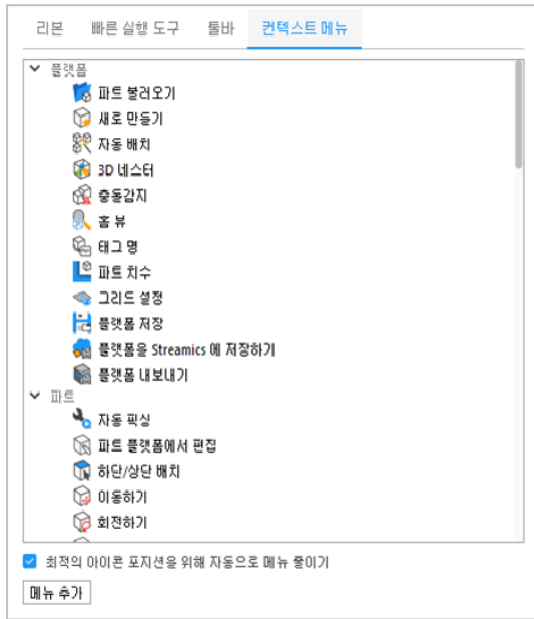 리본 빠른 실행 도구 툴바 컨텍스트 메뉴
플랫폼
파트 불러오기
새로 만들기
자동 배치
3D 네스터
충동감지
홈 뷰
태그 명
파트 치수
그리드 설정
플랫폼 저장
플랫폼을 Streamics 에 저장하기
플랫폼 내보내기
파트
자동 픽싱
파트 플랫폼에서 편집
하단/상단 배치
이동하기
회전하기
최적의 아이콘 포지션을 위해 자동으로 메뉴 줄이기
메뉴 추가